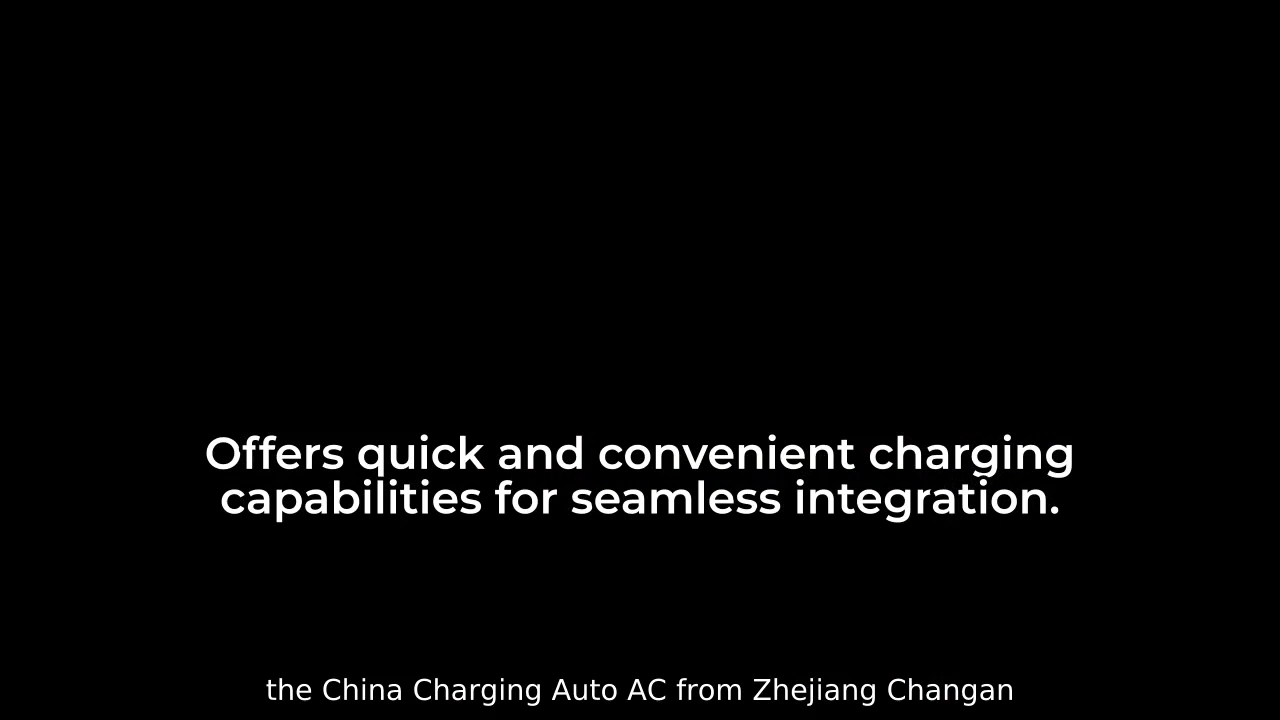 Offers quick and convenient charging
capabilities for seamless integration.
the China Charging Auto AC from Zhejiang Changan